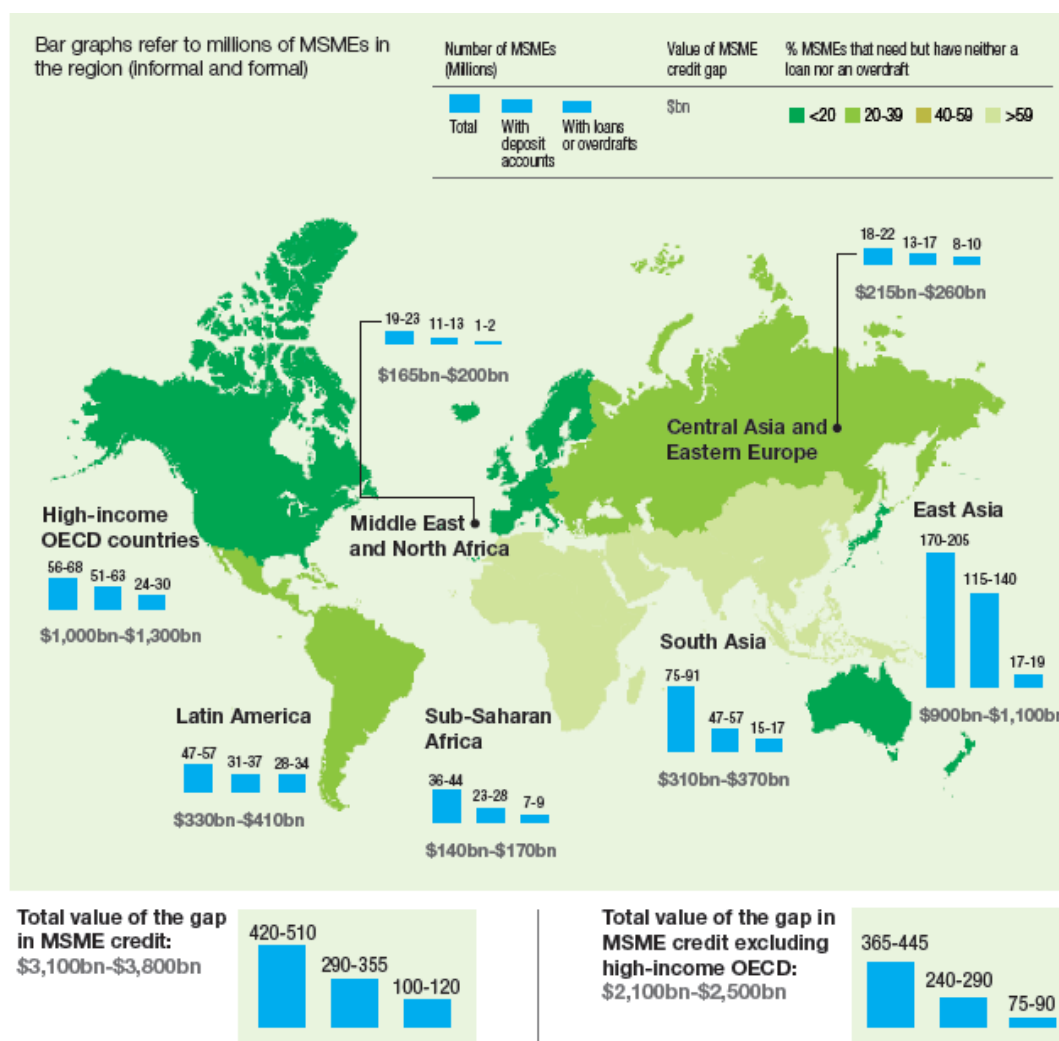 Bar graphs refer to millions of MSMEs in
the region (informal and formal)
Number of MSMEs
(Millions)
Value of MSME
credit gap
% MSMEs that need but have neither a
loan nor an overdraft
Total
With
deposit
accounts
With loans
or overdrafts
$bn
<20 20-39 40-59 >59
18-22 13-17 8-10
$215bn-$260bn
19-23 11-13 1-2
$165bn-$200bn
Central Asia and
Eastern Europe
High-income
OECD countries
56-68 51-63 24-30
$1,000bn-$1,300bn
Middle East
and North Africa
East Asia
170-205
115-140
17-19
$900bn-$1,100bn
South Asia
75-91
47-57 15-17
$310bn-$370bn
Latin America
47-57 31-37 28-34
$330bn-$410bn
Sub-Saharan
Africa
36-44
23-28 7-9
$140bn-$170bn
Total value of the gap
in MSME credit:
$3,100bn-$3,800bn
420-510
290-355
100-120
Total value of the gap in
MSME credit excluding
high-income OECD:
$2,100bn-$2,500bn
365-445
240-290
75-90